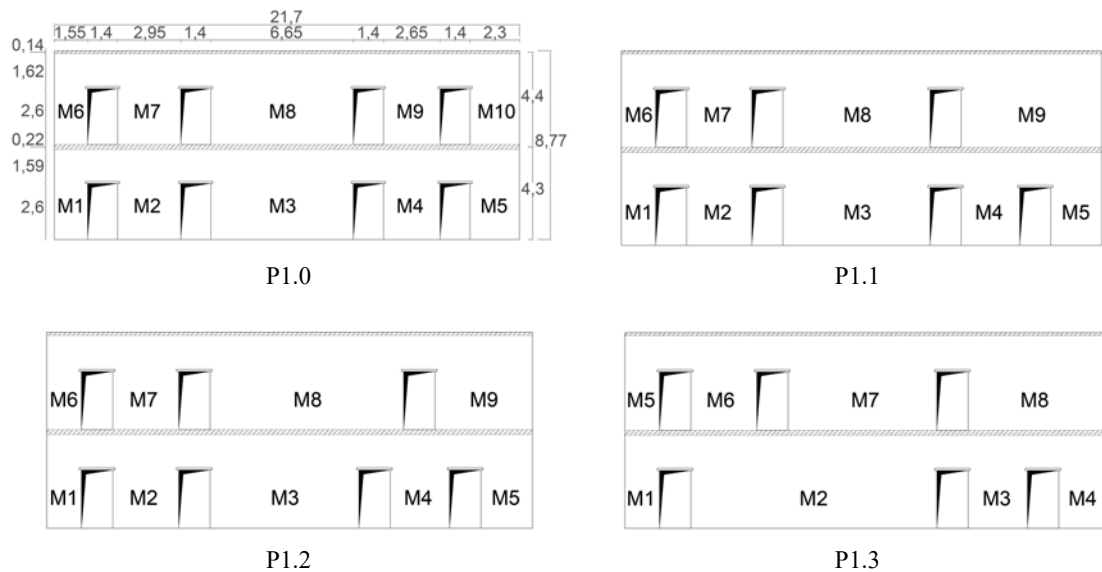 21,7
1,55 1,4 2,95 1,4 6,65 1,4 2,65 1,4 2,3
0,14
1,62
2,6
0,22
1,59
2,6
4,4
8,77
4,3
M6 M7 M8 M9 M10
M1 M2 M3 M4 M5
P1.0
M6 M7 M8 M9
M1 M2 M3 M4 M5
P1.1
M6 M7 M8 M9
M1 M2 M3 M4 M5
P1.2
M5 M6 M7 M8
M1 M2 M3 M4
P1.3